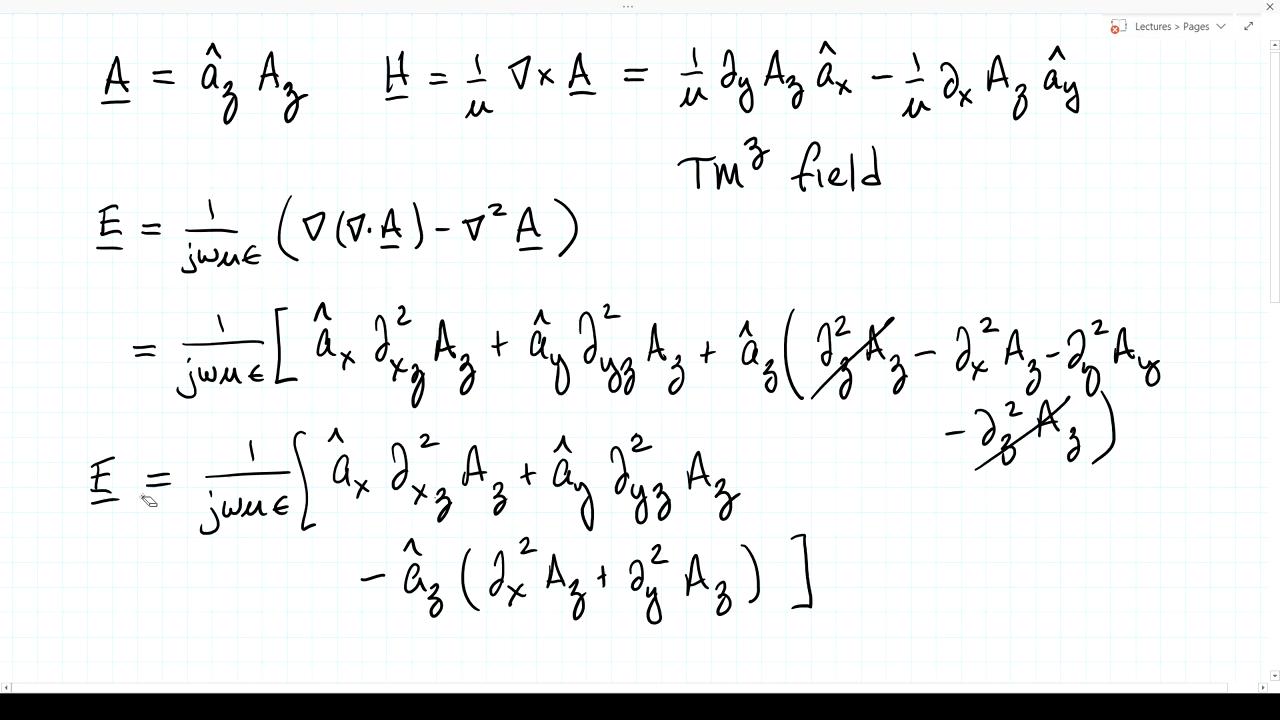 Lectures > Pages
A = â_z A_z    H = 1/μ ∇×A = 1/μ ∂_y A_z â_x − 1/μ ∂_x A_z â_y
TM^z field
E = 1/(jωμϵ) (∇(∇·A) − ∇²A)
= 1/(jωμϵ) [â_x ∂²_xz A_z + â_y ∂²_yz A_z + â_z (∂²_z A_z − ∂²_x A_z − ∂²_y A_y
− ∂²_z A_z)
E = 1/(jωμϵ) [â_x ∂²_xz A_z + â_y ∂²_yz A_z
− â_z (∂²_x A_z + ∂²_y A_z)]